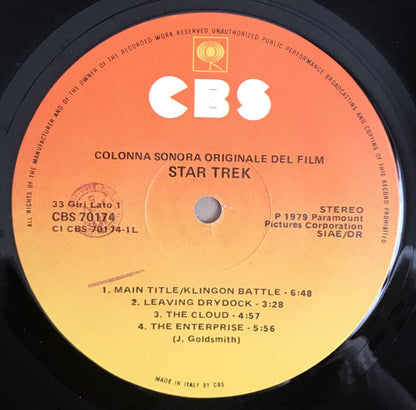 ALL RIGHTS OF THE MANUFACTURER AND OF THE OWNER OF THE RECORDED WORK RESERVED UNAUTHORIZED PUBLIC PERFORMANCE BROADCASTING AND COPYING OF THIS RECORD PROHIBITED
CBS
COLONNA SONORA ORIGINALE DEL FILM
STAR TREK
33 Giri Lato 1
CBS 70174
CI CBS 70174-1L
STEREO
P 1979 Paramount
Pictures Corporation
SIAE/DR
1. MAIN TITLE/KLINGON BATTLE - 6:48
2. LEAVING DRYDOCK - 3:28
3. THE CLOUD - 4:57
4. THE ENTERPRISE - 5:56
(J. Goldsmith)
MADE IN ITALY BY CBS